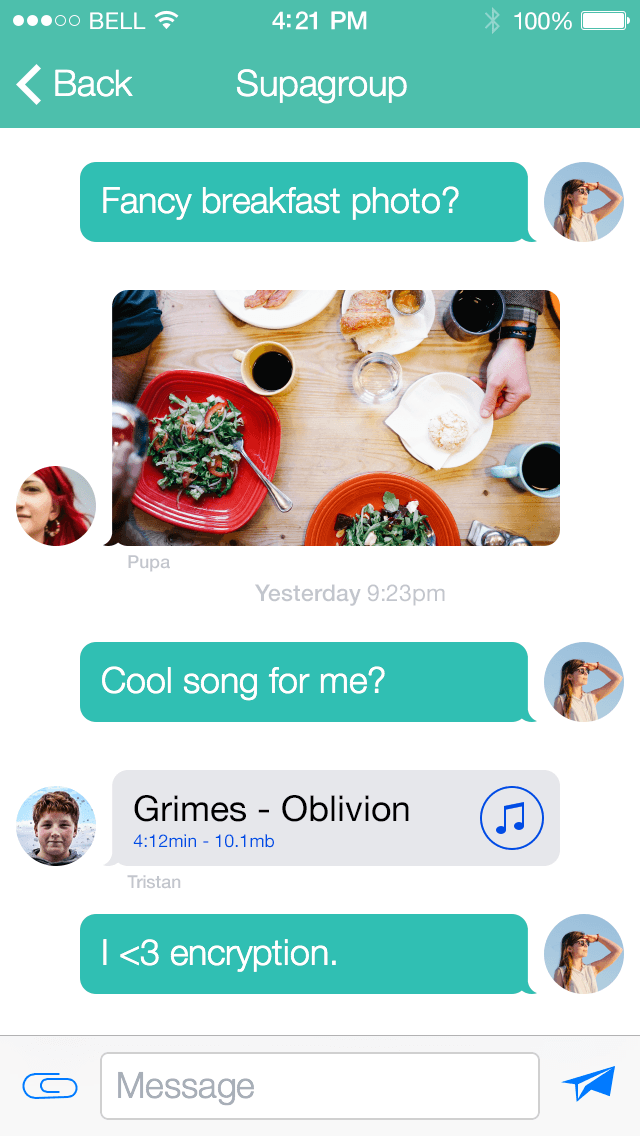 BELL 4:21 PM 100%
Back Supagroup
Fancy breakfast photo?
Pupa
Yesterday 9:23pm
Cool song for me?
Grimes - Oblivion
4:12min - 10.1mb
Tristan
I <3 encryption.
Message